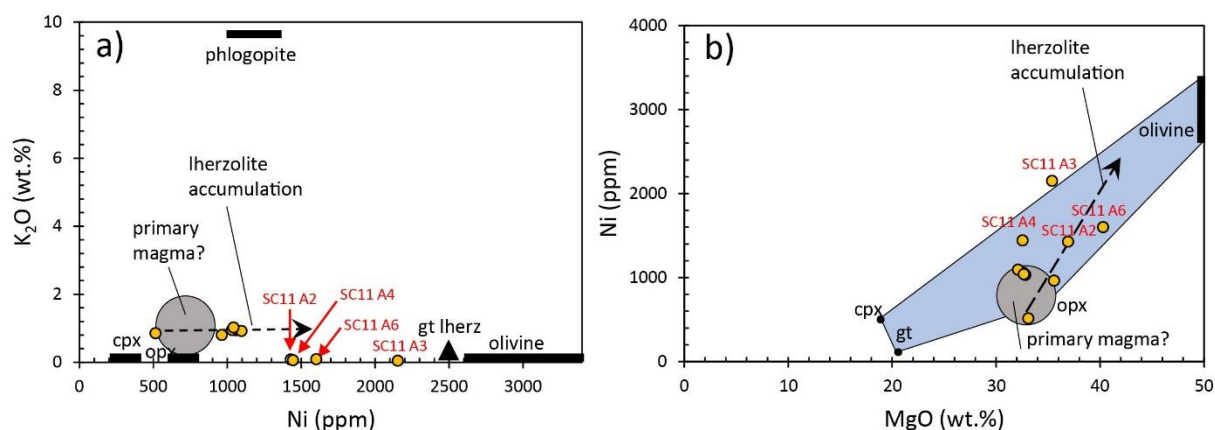 a)
10
8
6
4
2
0
K₂O (wt.%)
phlogopite
lherzolite
accumulation
primary
magma?
SC11 A2
SC11 A4
SC11 A6
SC11 A3
cpx
opx
gt lherz
olivine
0
500
1000
1500
2000
2500
3000
Ni (ppm)
b)
4000
3000
2000
1000
0
Ni (ppm)
lherzolite
accumulation
olivine
SC11 A3
SC11 A4
SC11 A6
SC11 A2
cpx
gt
opx
primary magma?
0
10
20
30
40
50
MgO (wt.%)